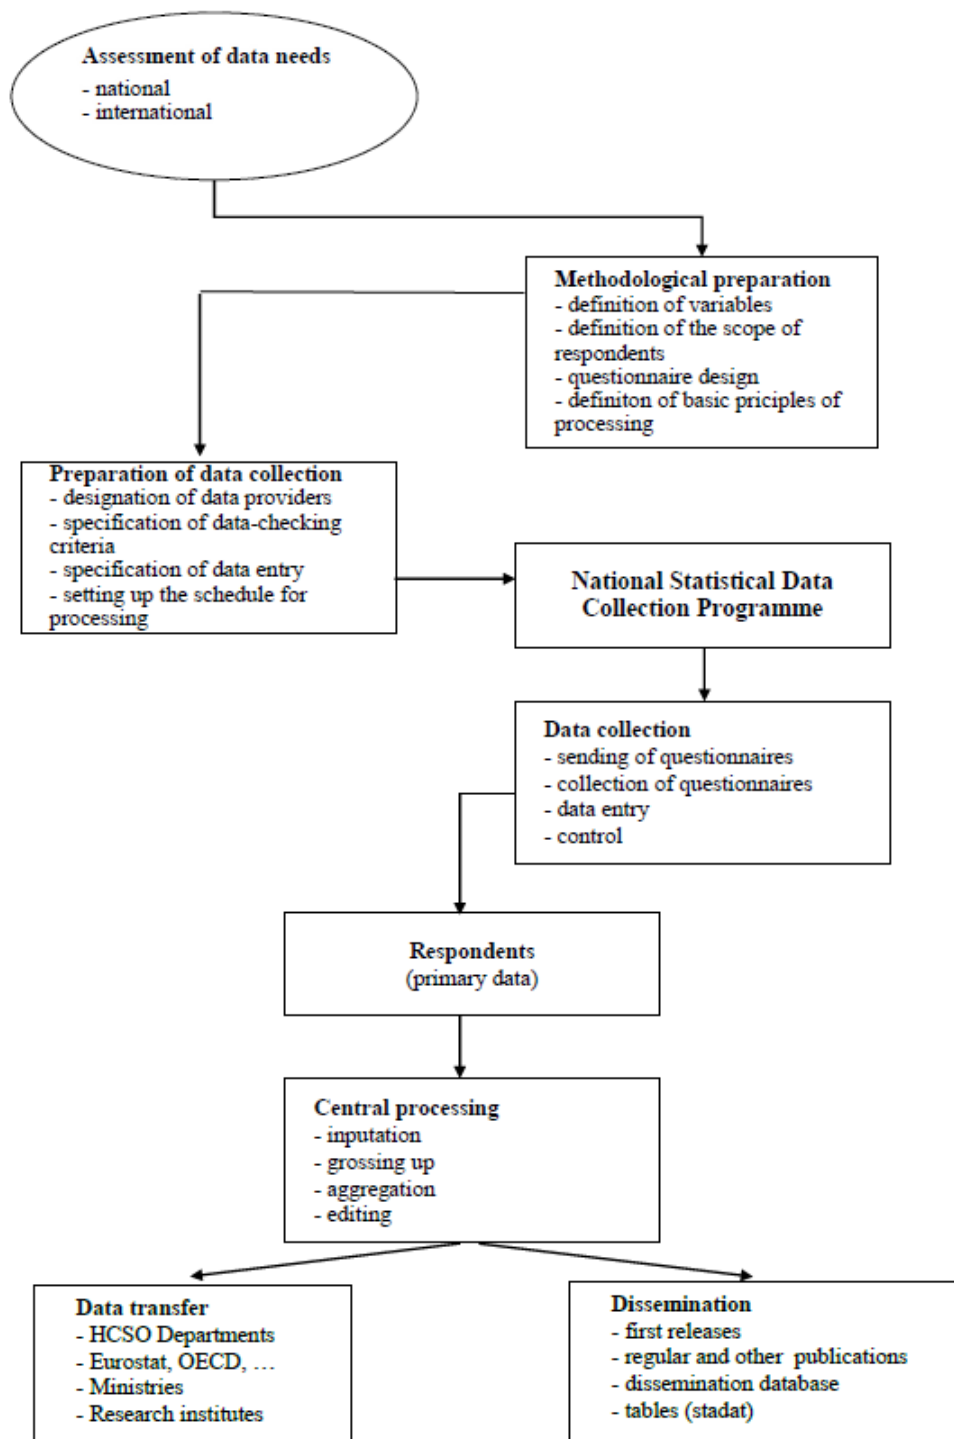 Assessment of data needs
- national
- international
Methodological preparation
- definition of variables
- definition of the scope of
respondents
- questionnaire design
- definiton of basic priciples of
processing
Preparation of data collection
- designation of data providers
- specification of data-checking
criteria
- specification of data entry
- setting up the schedule for
processing
National Statistical Data
Collection Programme
Data collection
- sending of questionnaires
- collection of questionnaires
- data entry
- control
Respondents
(primary data)
Central processing
- inputation
- grossing up
- aggregation
- editing
Data transfer
- HCSO Departments
- Eurostat, OECD, …
- Ministries
- Research institutes
Dissemination
- first releases
- regular and other publications
- dissemination database
- tables (stadat)